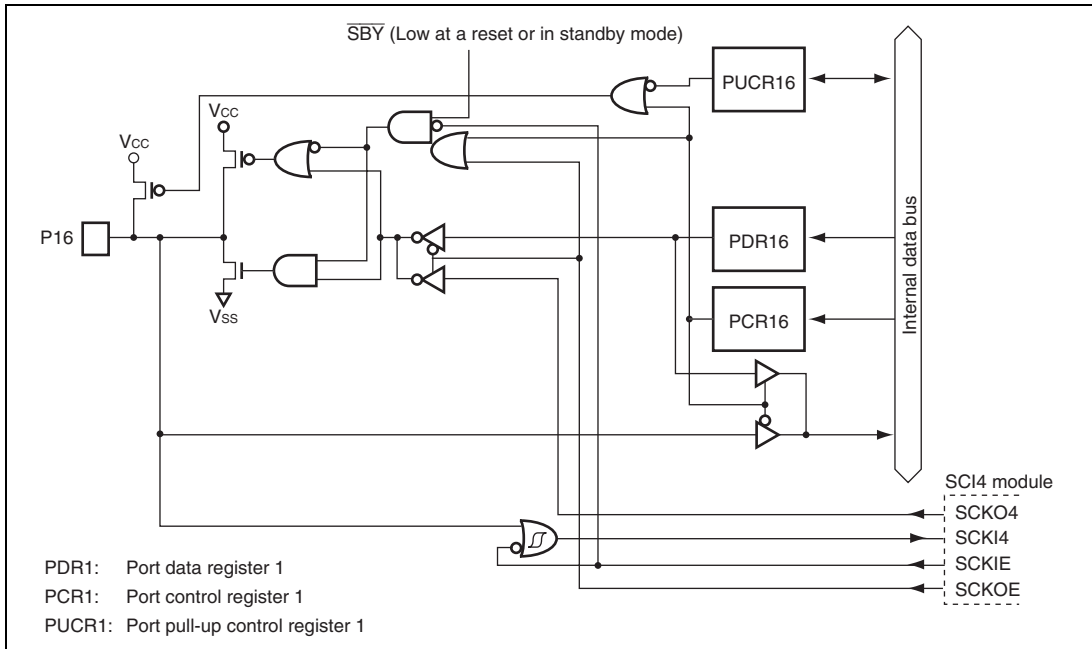 SBY (Low at a reset or in standby mode)
PUCR16
VCC
VCC
P16
PDR16
Internal data bus
PCR16
VSS
SCI4 module
SCKO4
SCKI4
SCKIE
SCKOE
PDR1: Port data register 1
PCR1: Port control register 1
PUCR1: Port pull-up control register 1